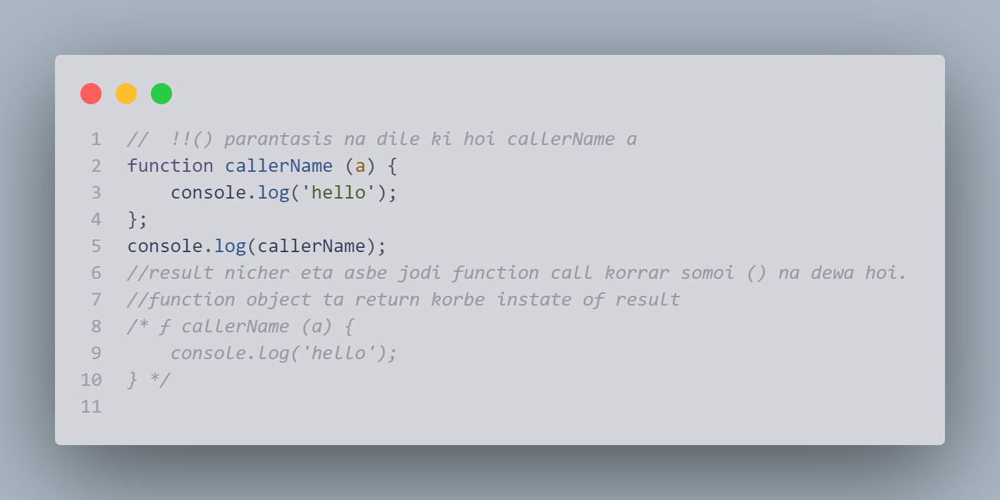 1 //  !!() parantasis na dile ki hoi callerName a
2 function callerName (a) {
3     console.log('hello');
4 };
5 console.log(callerName);
6 //result nicher eta asbe jodi function call korrar somoi () na dewa hoi.
7 //function object ta return korbe instate of result
8 /* ƒ callerName (a) {
9     console.log('hello');
10 } */
11